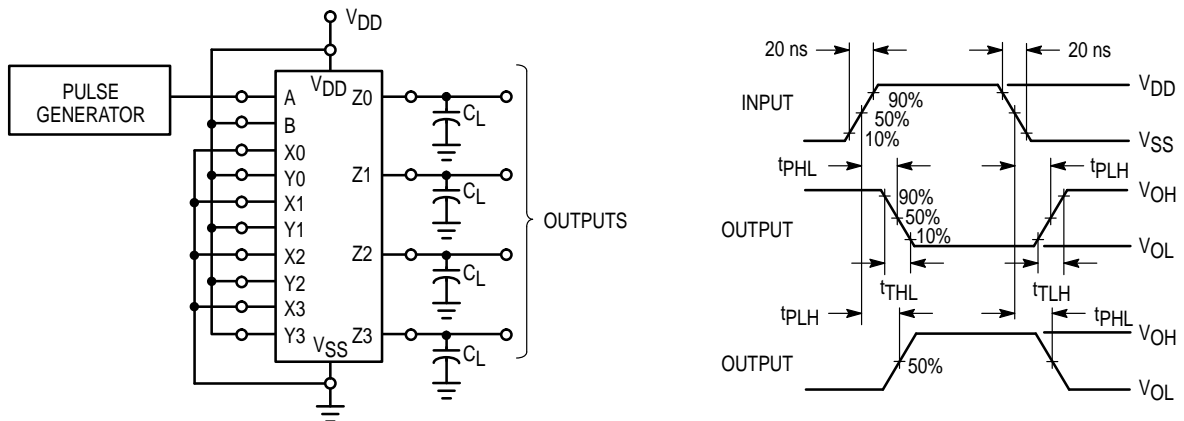 VDD
PULSE
GENERATOR
VDD
A
B
X0
Y0
X1
Y1
X2
Y2
X3
Y3
VSS
Z0
Z1
Z2
Z3
CL
CL
CL
CL
OUTPUTS
20 ns
20 ns
INPUT
90%
50%
10%
VDD
VSS
tPHL
tPLH
OUTPUT
90%
50%
10%
VOH
VOL
tTHL
tTLH
tPLH
tPHL
OUTPUT
50%
VOH
VOL